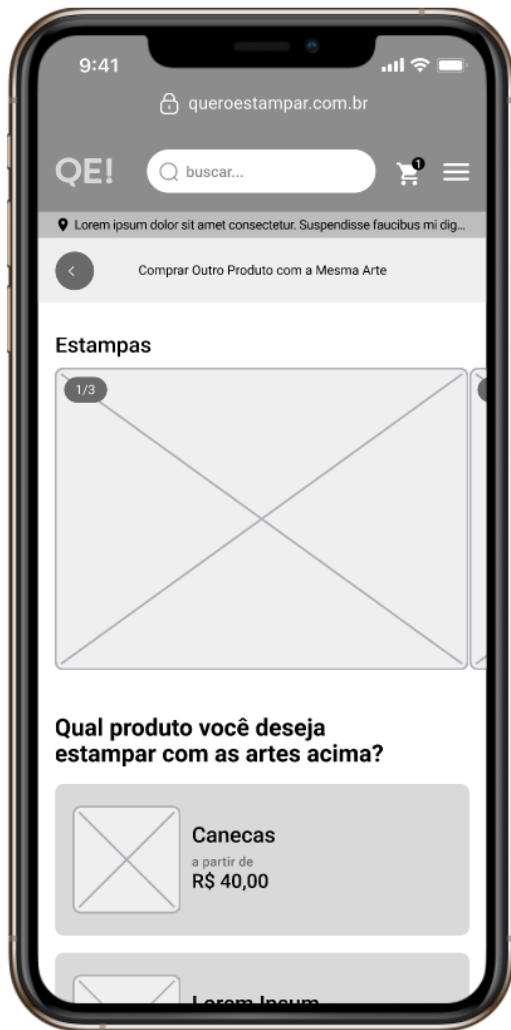 9:41
queroestampar.com.br
QE!
buscar...
1
Lorem ipsum dolor sit amet consectetur. Suspendisse faucibus mi dig...
Comprar Outro Produto com a Mesma Arte
Estampas
1/3
Qual produto você deseja
estampar com as artes acima?
Canecas
a partir de
R$ 40,00
Lorem Ipsum